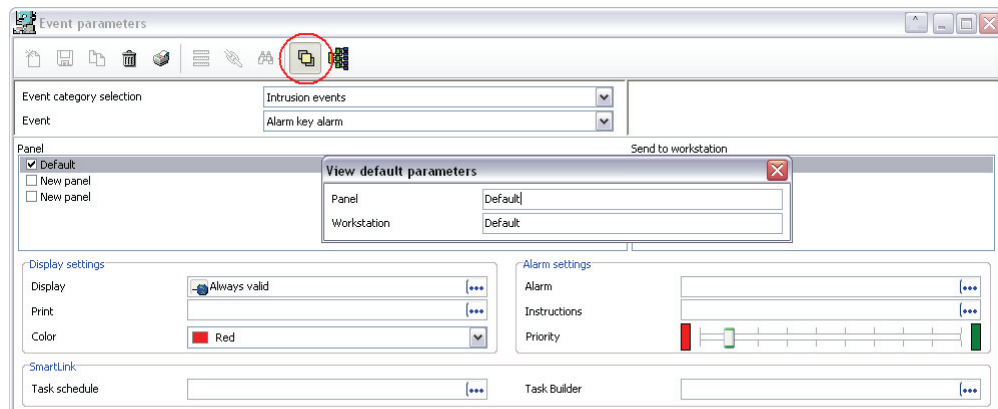 Event parameters
Event category selection
Intrusion events
Event
Alarm key alarm
Panel
Send to workstation
Default
New panel
New panel
View default parameters
Panel
Default
Workstation
Default
Display settings
Display
Always valid
Print
Color
Red
Alarm settings
Alarm
Instructions
Priority
SmartLink
Task schedule
Task Builder